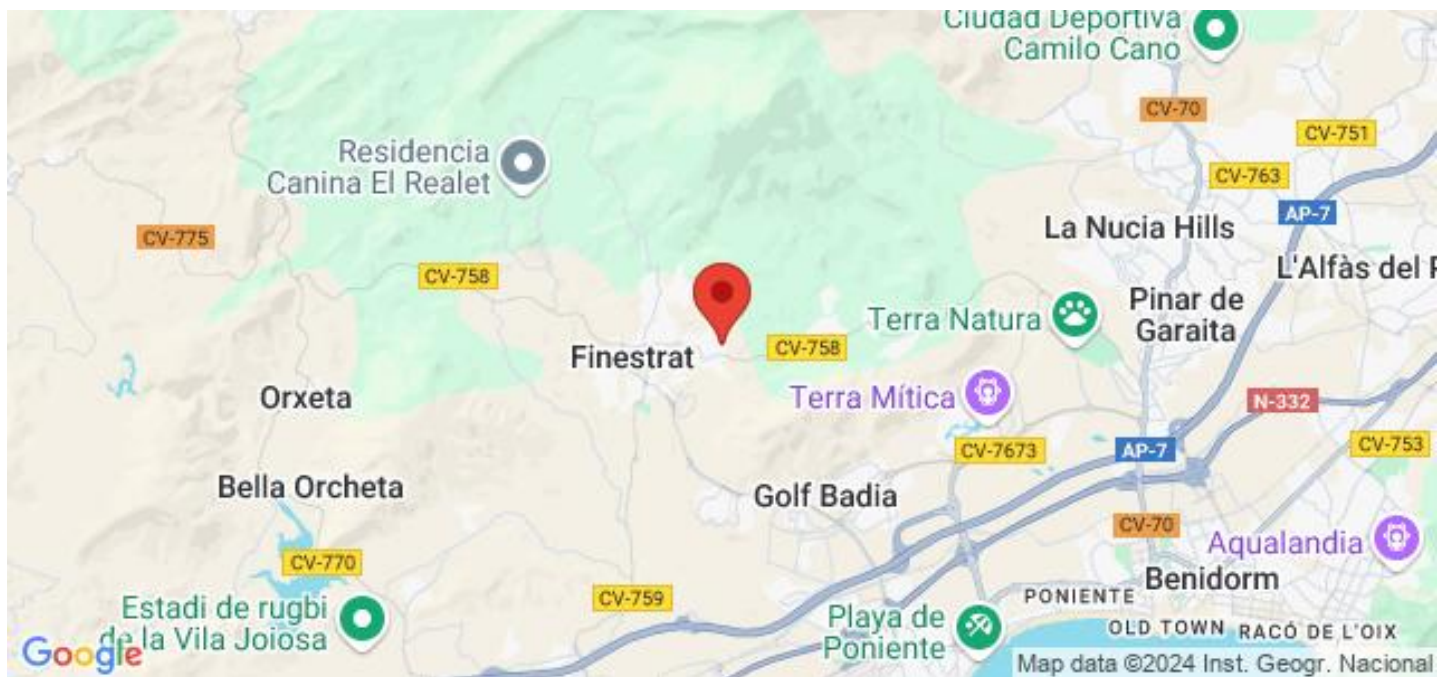 Ciudad Deportiva
Camilo Cano
CV-70
CV-751
Residencia
Canina El Realet
CV-763
AP-7
La Nucia Hills
CV-775
CV-758
L'Alfàs del P
Pinar de
Garaita
Terra Natura
CV-758
Finestrat
Orxeta
Terra Mítica
N-332
CV-7673
AP-7
CV-753
Bella Orcheta
Golf Badia
CV-70
Aqualandia
CV-770
Benidorm
CV-759
PONIENTE
Estadi de rugbi
de la Vila Joiosa
Playa de
Poniente
OLD TOWN
RACÓ DE L'OIX
Google
Map data ©2024 Inst. Geogr. Nacional